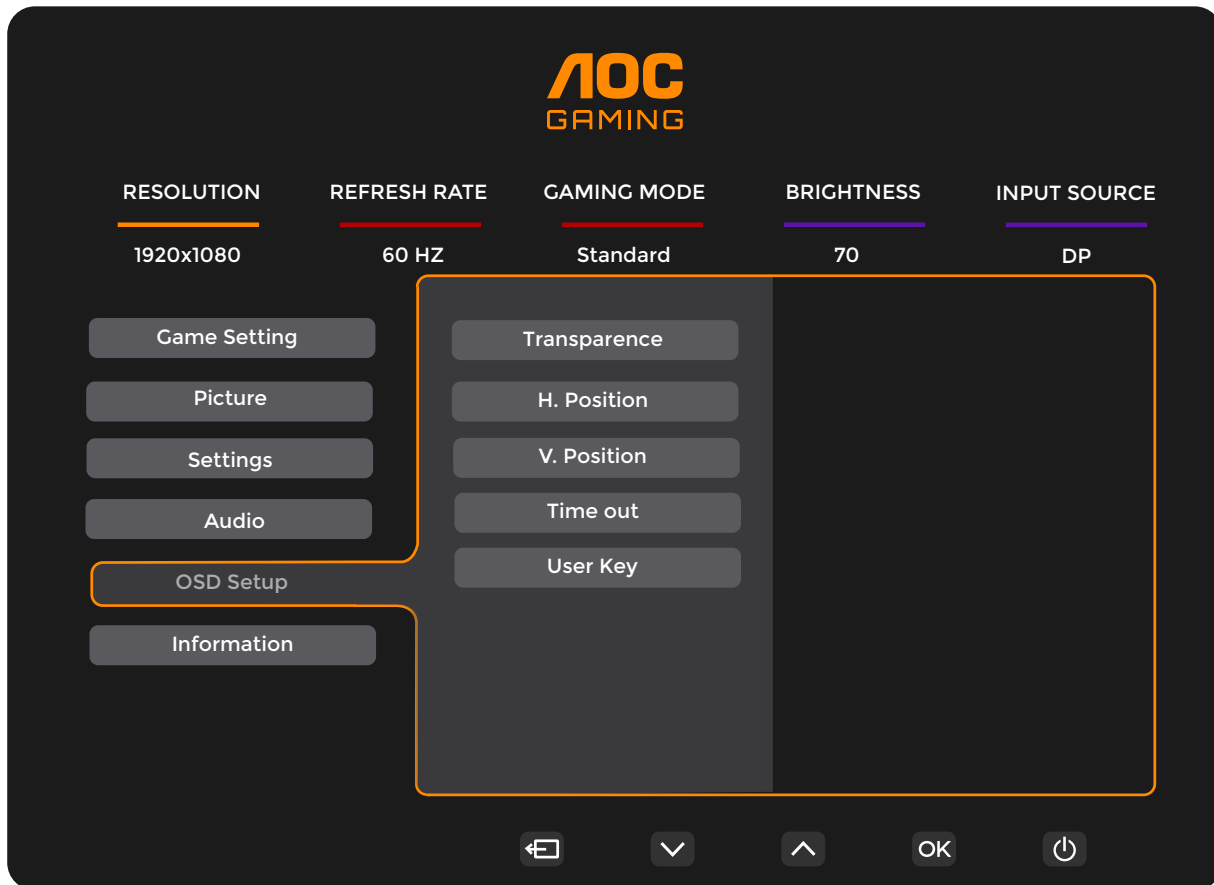 AOC
GAMING
RESOLUTION REFRESH RATE GAMING MODE BRIGHTNESS INPUT SOURCE
1920x1080 60 HZ Standard 70 DP
Game Setting
Picture
Settings
Audio
OSD Setup
Information
Transparence
H. Position
V. Position
Time out
User Key
OK